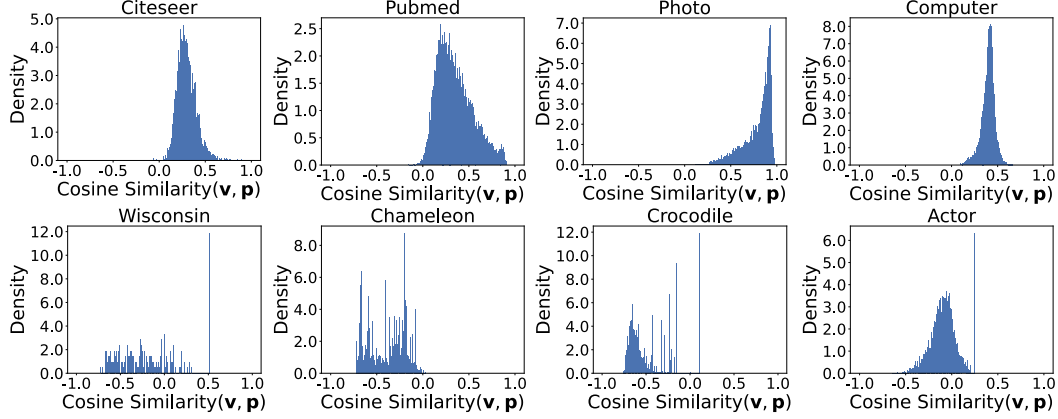 Citeseer Pubmed Photo Computer
Density 5.0 4.0 3.0 2.0 1.0 0.0
Density 2.5 2.0 1.5 1.0 0.5 0.0
Density 7.0 6.0 5.0 4.0 3.0 2.0 1.0 0.0
Density 8.0 7.0 6.0 5.0 4.0 3.0 2.0 1.0 0.0
-1.0 -0.5 0.0 0.5 1.0 -1.0 -0.5 0.0 0.5 1.0 -1.0 -0.5 0.0 0.5 1.0 -1.0 -0.5 0.0 0.5 1.0
Cosine Similarity(v, p) Cosine Similarity(v, p) Cosine Similarity(v, p) Cosine Similarity(v, p)
Wisconsin Chameleon Crocodile Actor
Density 12.0 10.0 8.0 6.0 4.0 2.0 0.0
Density 8.0 6.0 4.0 2.0 0.0
Density 12.0 10.0 8.0 6.0 4.0 2.0 0.0
Density 6.0 5.0 4.0 3.0 2.0 1.0 0.0
-1.0 -0.5 0.0 0.5 1.0 -1.0 -0.5 0.0 0.5 1.0 -1.0 -0.5 0.0 0.5 1.0 -1.0 -0.5 0.0 0.5 1.0
Cosine Similarity(v, p) Cosine Similarity(v, p) Cosine Similarity(v, p) Cosine Similarity(v, p)